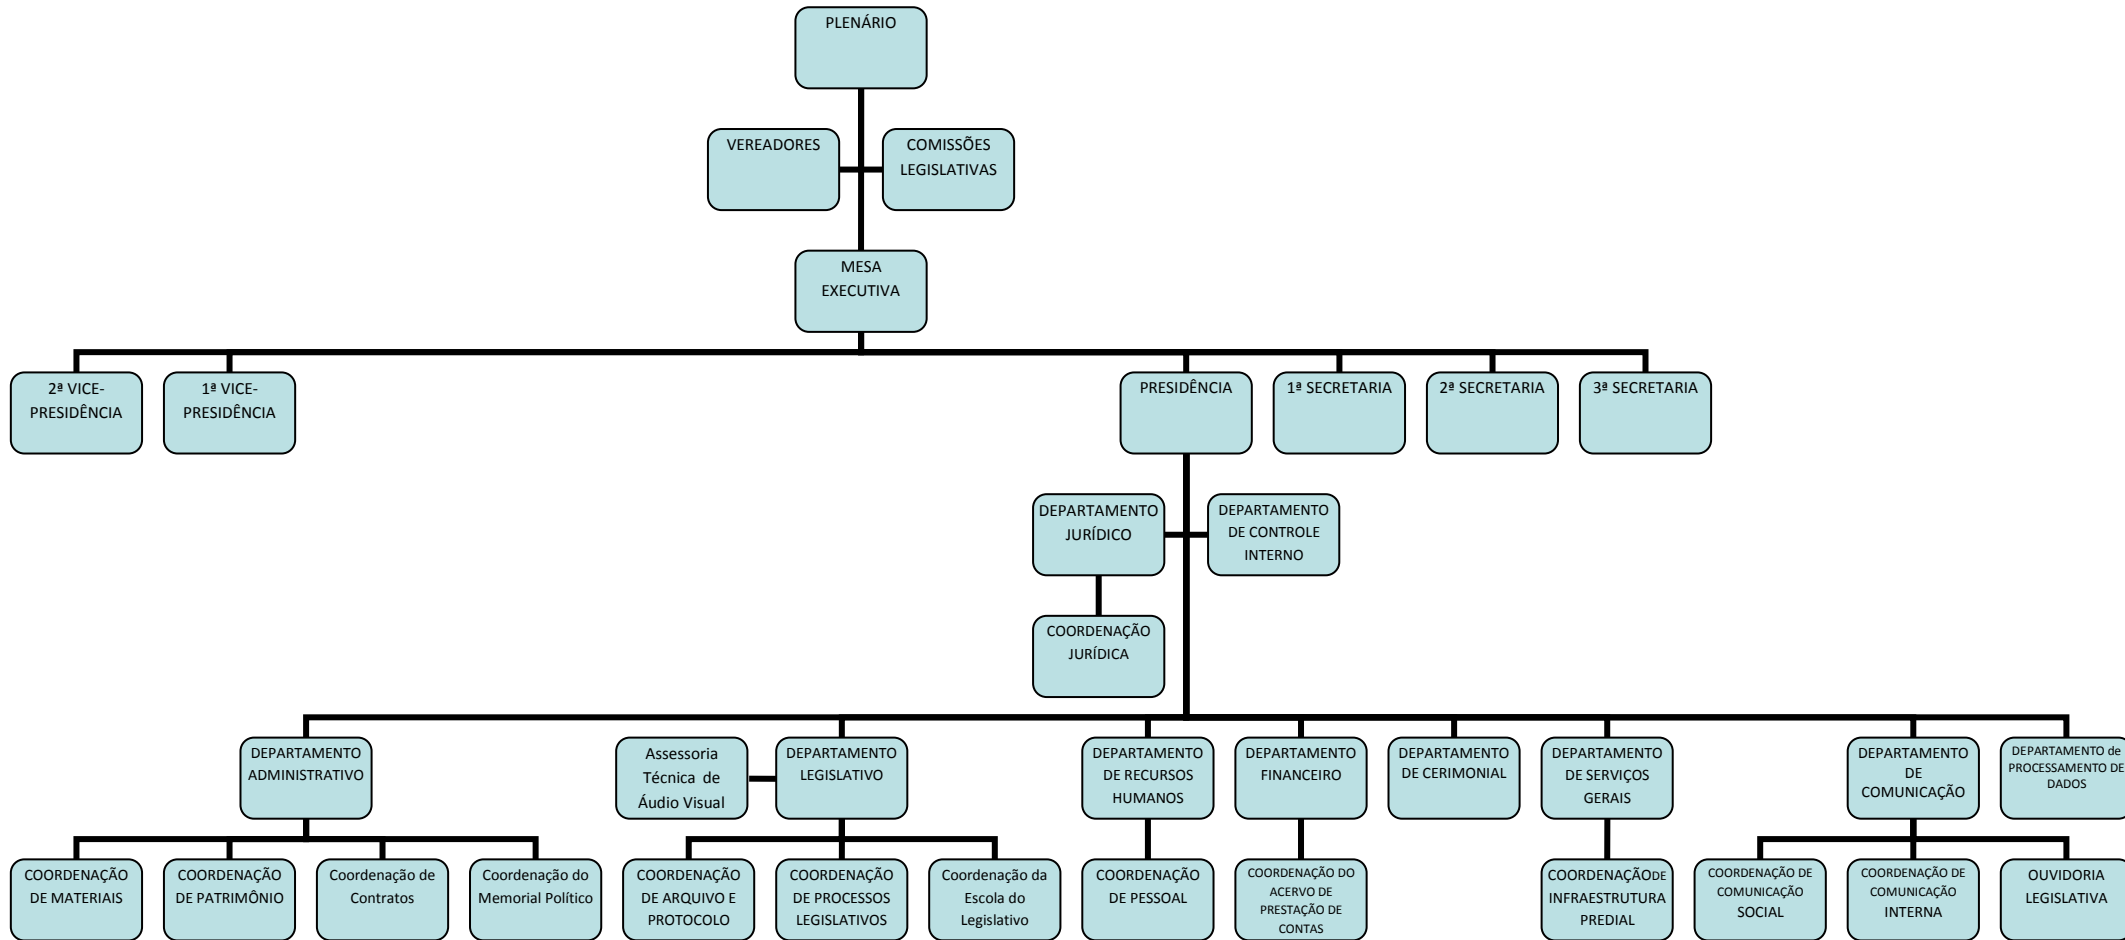 PLENÁRIO
VEREADORES
COMISSÕES
LEGISLATIVAS
MESA
EXECUTIVA
2ª VICE-
PRESIDÊNCIA
1ª VICE-
PRESIDÊNCIA
PRESIDÊNCIA
1ª SECRETARIA
2ª SECRETARIA
3ª SECRETARIA
DEPARTAMENTO
JURÍDICO
DEPARTAMENTO
DE CONTROLE
INTERNO
COORDENAÇÃO
JURÍDICA
DEPARTAMENTO
ADMINISTRATIVO
Assessoria
Técnica de
Áudio Visual
DEPARTAMENTO
LEGISLATIVO
DEPARTAMENTO
DE RECURSOS
HUMANOS
DEPARTAMENTO
FINANCEIRO
DEPARTAMENTO
DE CERIMONIAL
DEPARTAMENTO
DE SERVIÇOS
GERAIS
DEPARTAMENTO
DE
COMUNICAÇÃO
DEPARTAMENTO de
PROCESSAMENTO DE
DADOS
COORDENAÇÃO
DE MATERIAIS
COORDENAÇÃO
DE PATRIMÔNIO
Coordenação de
Contratos
Coordenação do
Memorial Político
COORDENAÇÃO
DE ARQUIVO E
PROTOCOLO
COORDENAÇÃO
DE PROCESSOS
LEGISLATIVOS
Coordenação da
Escola do
Legislativo
COORDENAÇÃO
DE PESSOAL
COORDENAÇÃO DO
ACERVO DE
PRESTAÇÃO DE
CONTAS
COORDENAÇÃO DE
INFRAESTRUTURA
PREDIAL
COORDENAÇÃO DE
COMUNICAÇÃO
SOCIAL
COORDENAÇÃO DE
COMUNICAÇÃO
INTERNA
OUVIDORIA
LEGISLATIVA